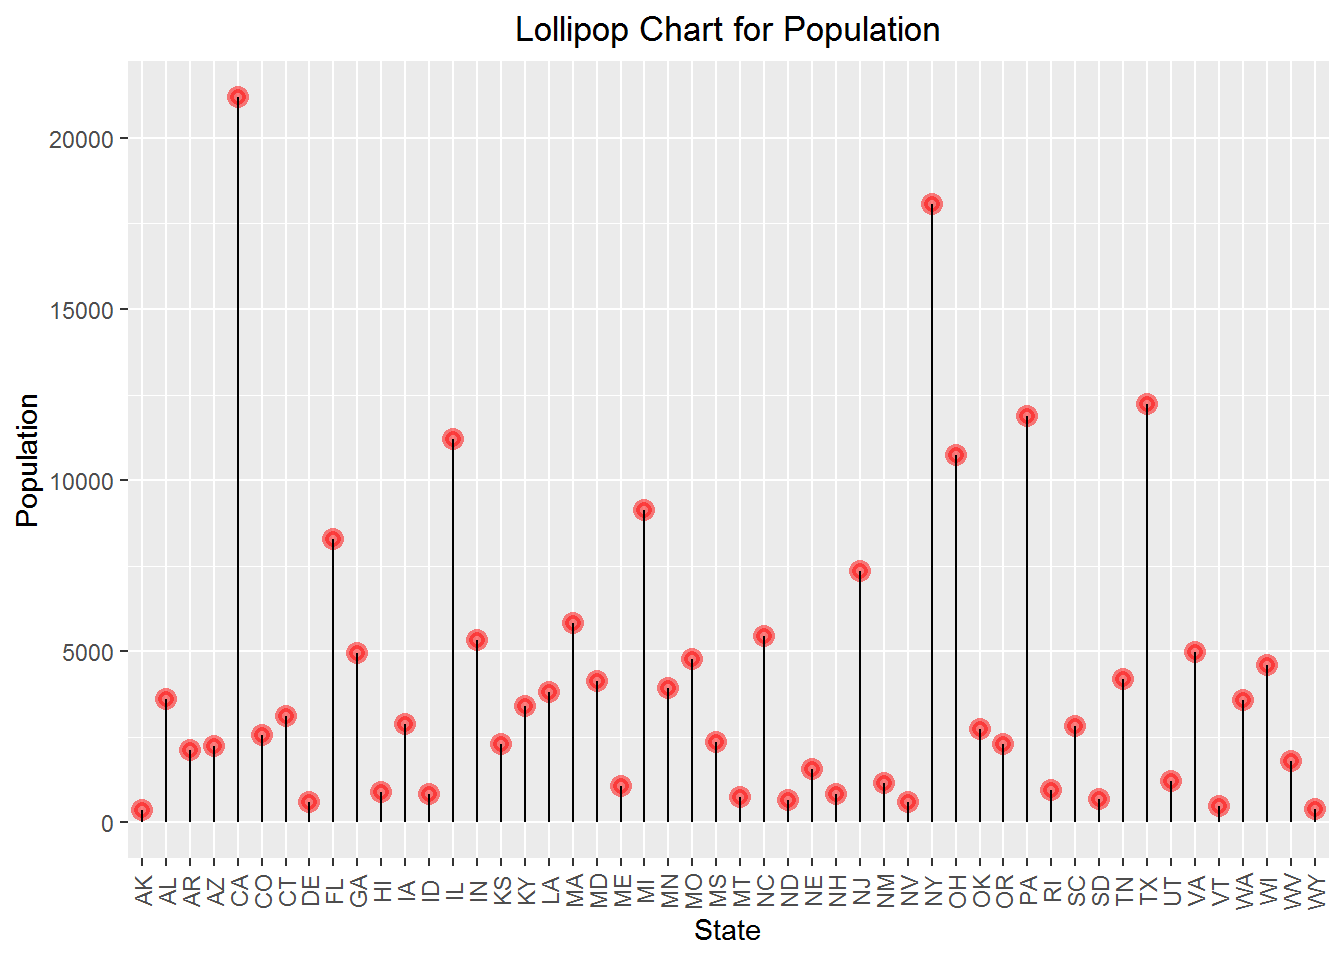 Lollipop Chart for Population
Population
20000
15000
10000
5000
0
AK AL AR AZ CA CO CT DE FL GA HI IA ID IL IN KS KY LA MA MD ME MI MN MO MS MT NC ND NE NH NJ NM NV NY OH OK OR PA RI SC SD TN TX UT VA VT WA WI WV WY
State